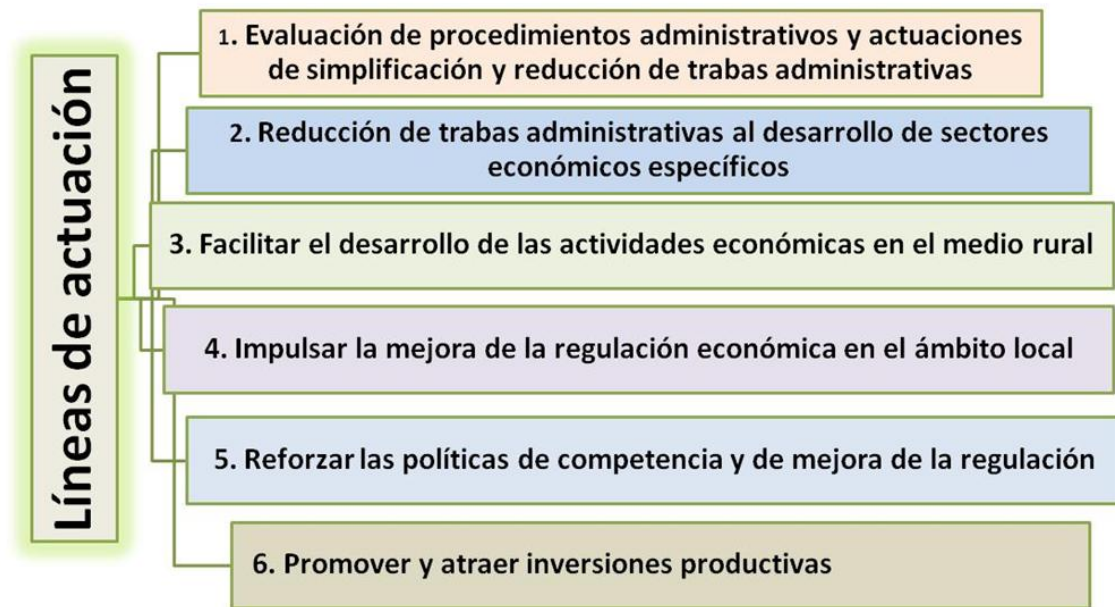 Líneas de actuación
1. Evaluación de procedimientos administrativos y actuaciones
de simplificación y reducción de trabas administrativas
2. Reducción de trabas administrativas al desarrollo de sectores
económicos específicos
3. Facilitar el desarrollo de las actividades económicas en el medio rural
4. Impulsar la mejora de la regulación económica en el ámbito local
5. Reforzar las políticas de competencia y de mejora de la regulación
6. Promover y atraer inversiones productivas